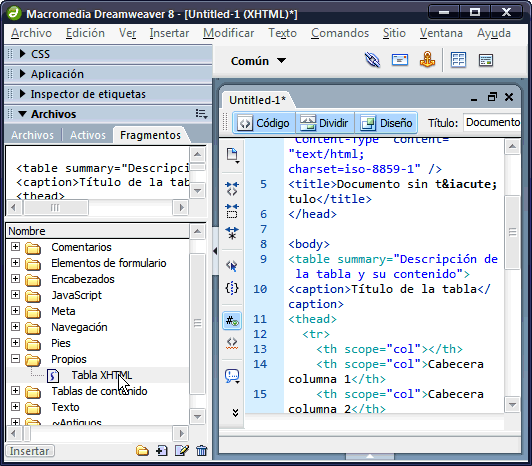 Macromedia Dreamweaver 8 - [Untitled-1 (XHTML)*]
Archivo Edición Ver Insertar Modificar Texto Comandos Sitio Ventana Ayuda
CSS
Aplicación
Inspector de etiquetas
Archivos
Archivos Activos Fragmentos
<table summary="Descripció
<caption>Título de la tabla
<thead>
Nombre
Comentarios
Elementos de formulario
Encabezados
JavaScript
Meta
Navegación
Pies
Propios
Tabla XHTML
Tablas de contenido
Texto
~Antiguos
Insertar
Común
Untitled-1*
Código Dividir Diseño Título: Documento
"Content-Type" content=
"text/html;
charset=iso-8859-1" />
5 <title>Documento sin t&iacute;
tulo</title>
6 </head>
7
8 <body>
9 <table summary="Descripción de
la tabla y su contenido">
10 <caption>Título de la tabla</
caption>
11 <thead>
12 <tr>
13 <th scope="col"></th>
14 <th scope="col">Cabecera
columna 1</th>
15 <th scope="col">Cabecera
columna 2</th>